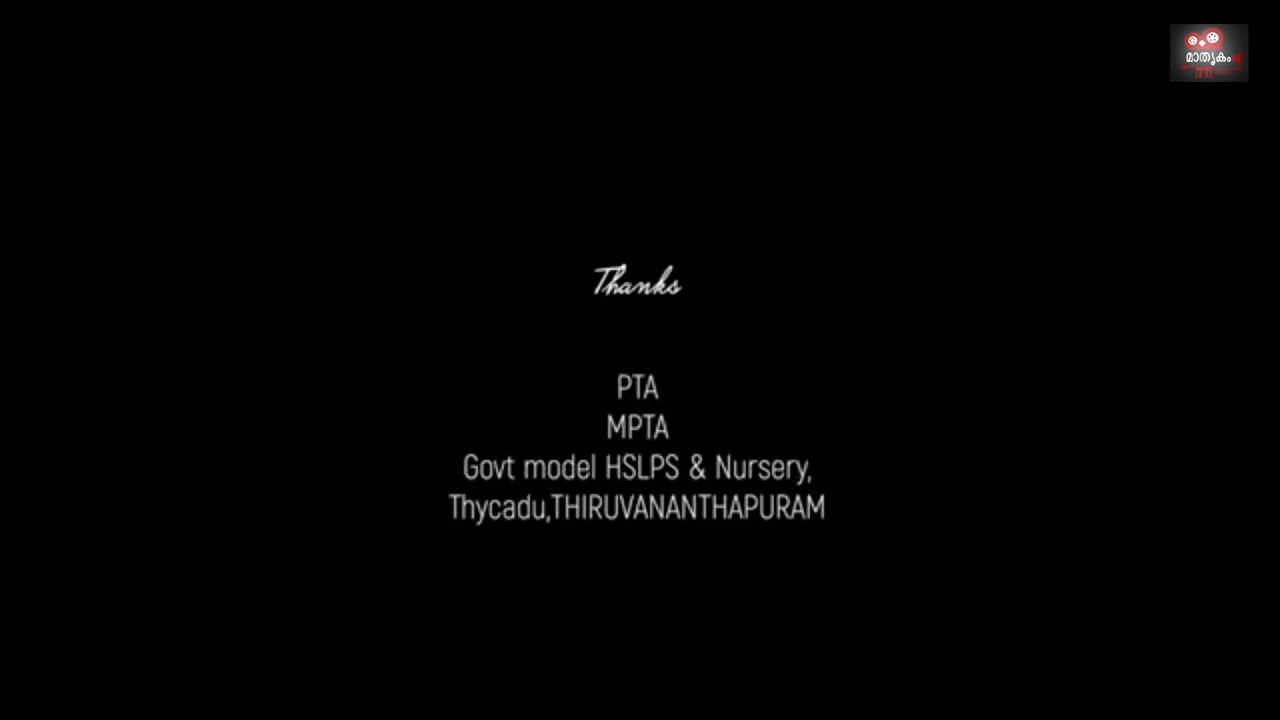 മാതൃകം
Thanks
PTA
MPTA
Govt model HSLPS & Nursery,
Thycadu,THIRUVANANTHAPURAM